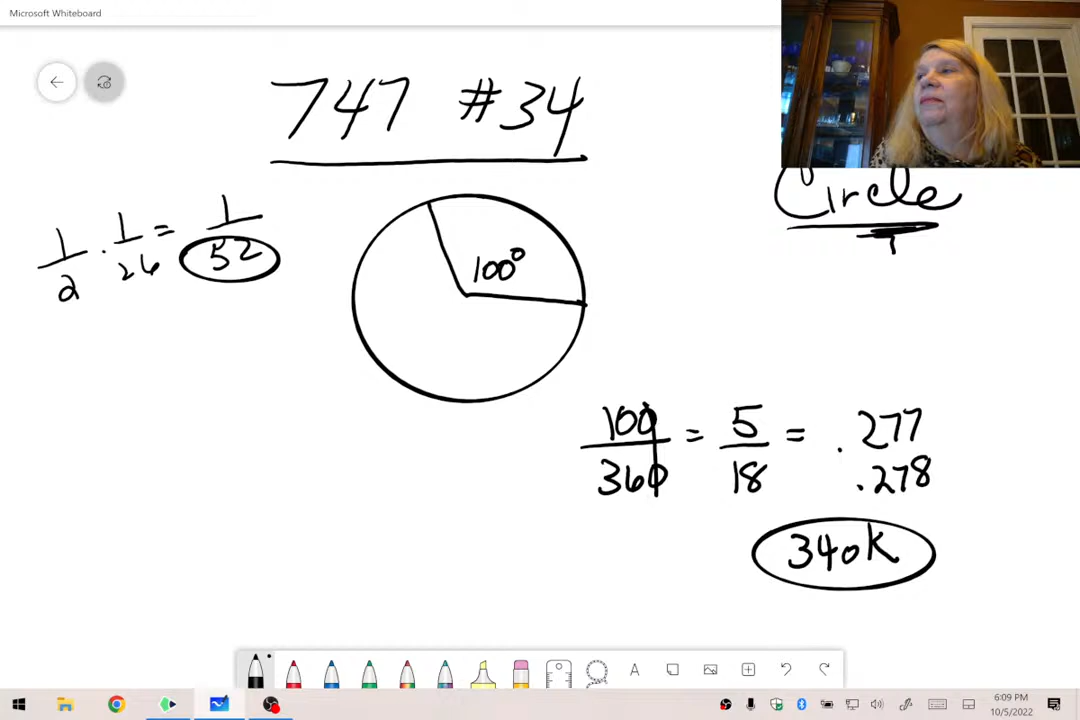 Microsoft Whiteboard
747 #34
Circle
1/2 · 1/26 = 1/52
100°
100/360 = 5/18 = .277
.278
340K
A
6:09 PM
10/5/2022